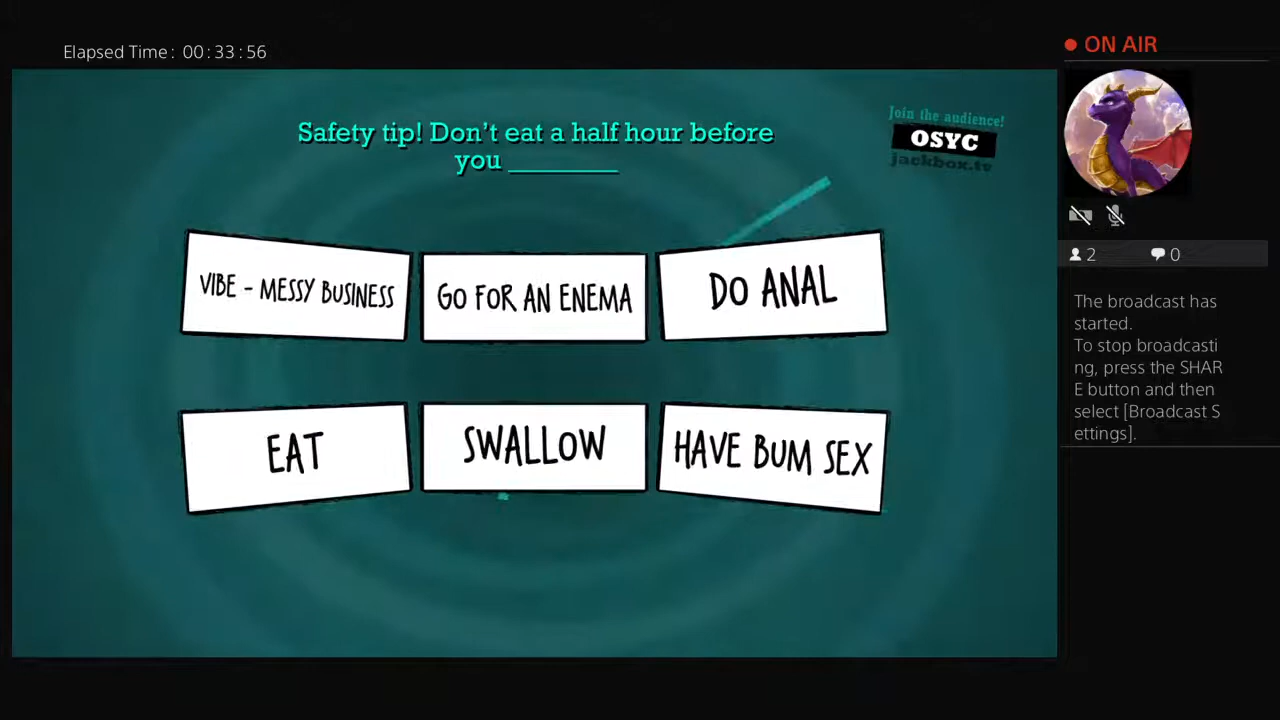 Elapsed Time: 00:33:56
ON AIR
Safety tip! Don't eat a half hour before
you ________
Join the audience!
OSYC
jackbox.tv
VIBE - MESSY BUSINESS
GO FOR AN ENEMA
DO ANAL
EAT
SWALLOW
HAVE BUM SEX
2
0
The broadcast has
started.
To stop broadcasti
ng, press the SHAR
E button and then
select [Broadcast S
ettings].